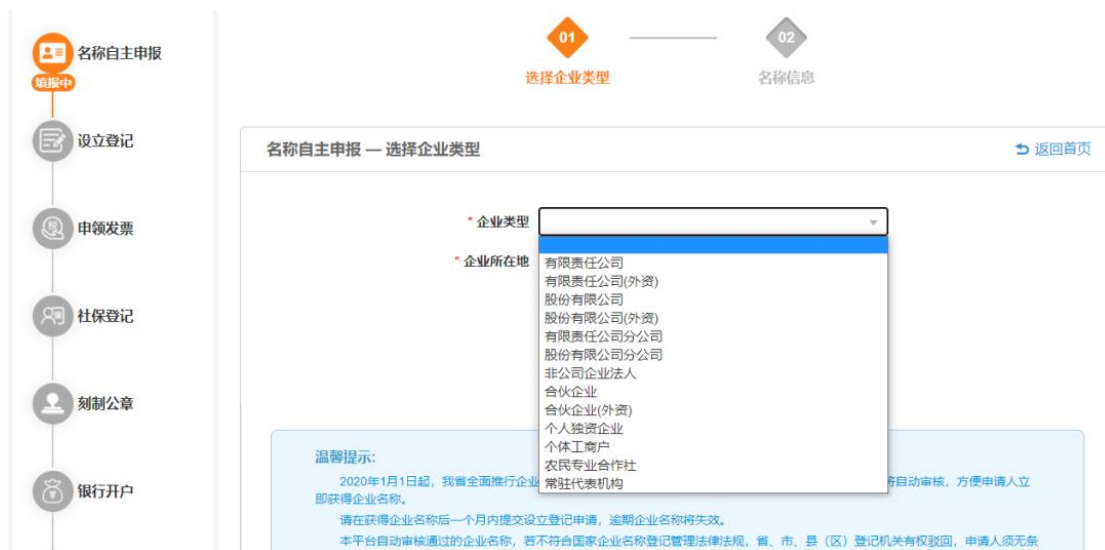 名称自主申报
填报中
设立登记
申领发票
社保登记
刻制公章
银行开户
01
02
选择企业类型
名称信息
名称自主申报 — 选择企业类型
返回首页
* 企业类型
* 企业所在地
有限责任公司
有限责任公司(外资)
股份有限公司
股份有限公司(外资)
有限责任公司分公司
股份有限公司分公司
非公司企业法人
合伙企业
合伙企业(外资)
个人独资企业
个体工商户
农民专业合作社
常驻代表机构
温馨提示:
2020年1月1日起，我省全面推行企业
自动审核，方便申请人立
即获得企业名称。
请在获得企业名称后一个月内提交设立登记申请，逾期企业名称将失效。
本平台自动审核通过的企业名称，若不符合国家企业名称登记管理法律法规，省、市、县（区）登记机关有权驳回，申请人须无条